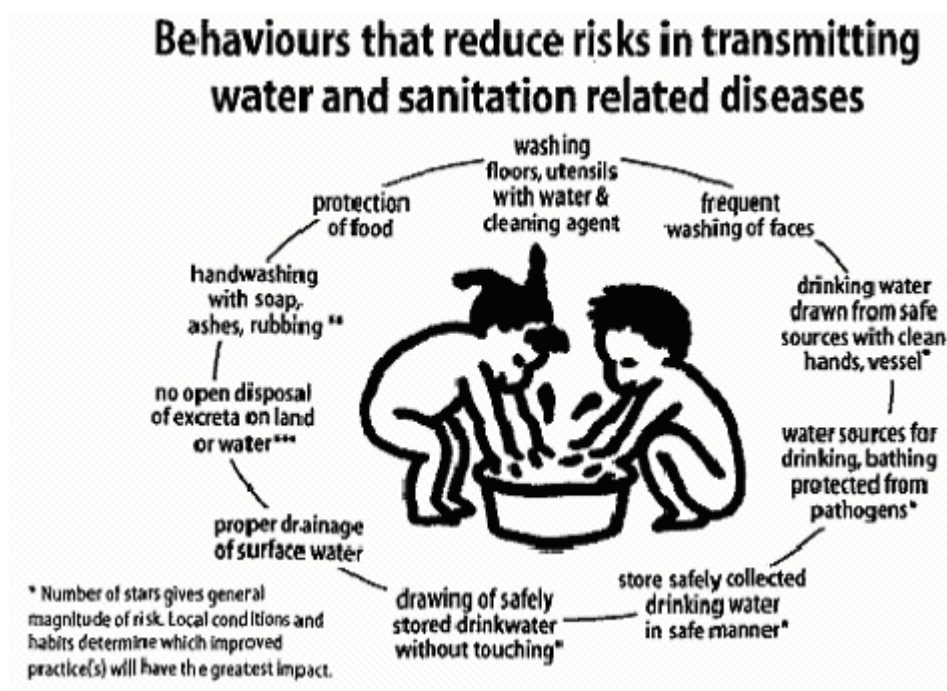 Behaviours that reduce risks in transmitting
water and sanitation related diseases
washing
floors, utensils
with water &
cleaning agent
frequent
washing of faces
drinking water
drawn from safe
sources with clean
hands, vessel*
water sources for
drinking, bathing
protected from
pathogens*
store safely collected
drinking water
in safe manner*
drawing of safely
stored drinkwater
without touching*
proper drainage
of surface water
no open disposal
of excreta on land
or water***
handwashing
with soap,
ashes, rubbing **
protection
of food
* Number of stars gives general
magnitude of risk. Local conditions and
habits determine which improved
practice(s) will have the greatest impact.